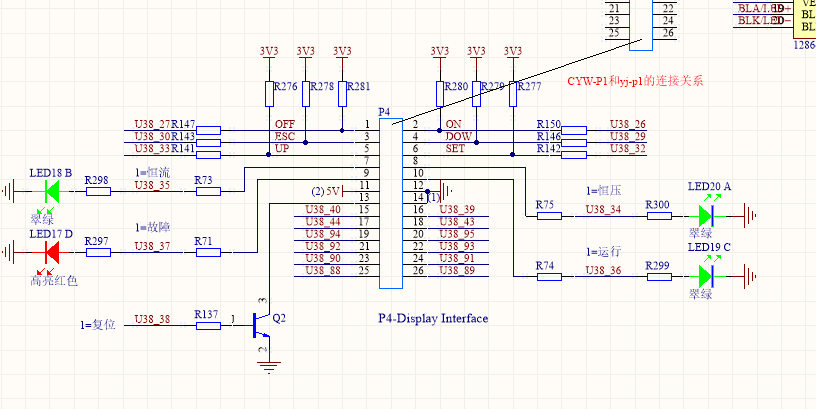 21 22
23 24
25 26
BLA/LED+
BLK/LED-
BL
BL
1286
3V3 3V3 3V3 3V3 3V3 3V3
R276 R278 R281 R280 R279 R277
CYW-P1和yj-p1的连接关系
P4
U38_27 R147 OFF 1 2 ON R150 U38_26
U38_30 R143 ESC 3 4 DOW R146 U38_29
U38_33 R141 UP 5 6 SET R142 U38_32
7 8
LED18 B R298 1=恒流 U38_35 R73 9 10
翠绿
(2) 5V 11 12
13 14 (1)
1=恒压 R75 U38_34 R300 LED20 A
翠绿
U38_40 15 16 U38_39
U38_44 17 18 U38_43
U38_94 19 20 U38_95
U38_92 21 22 U38_93
U38_90 23 24 U38_91
U38_88 25 26 U38_89
LED17 D R297 1=故障 U38_37 R71
高亮红色
1=运行 R74 U38_36 R299 LED19 C
翠绿
1=复位 U38_38 R137 1 Q2
3
2
P4-Display Interface